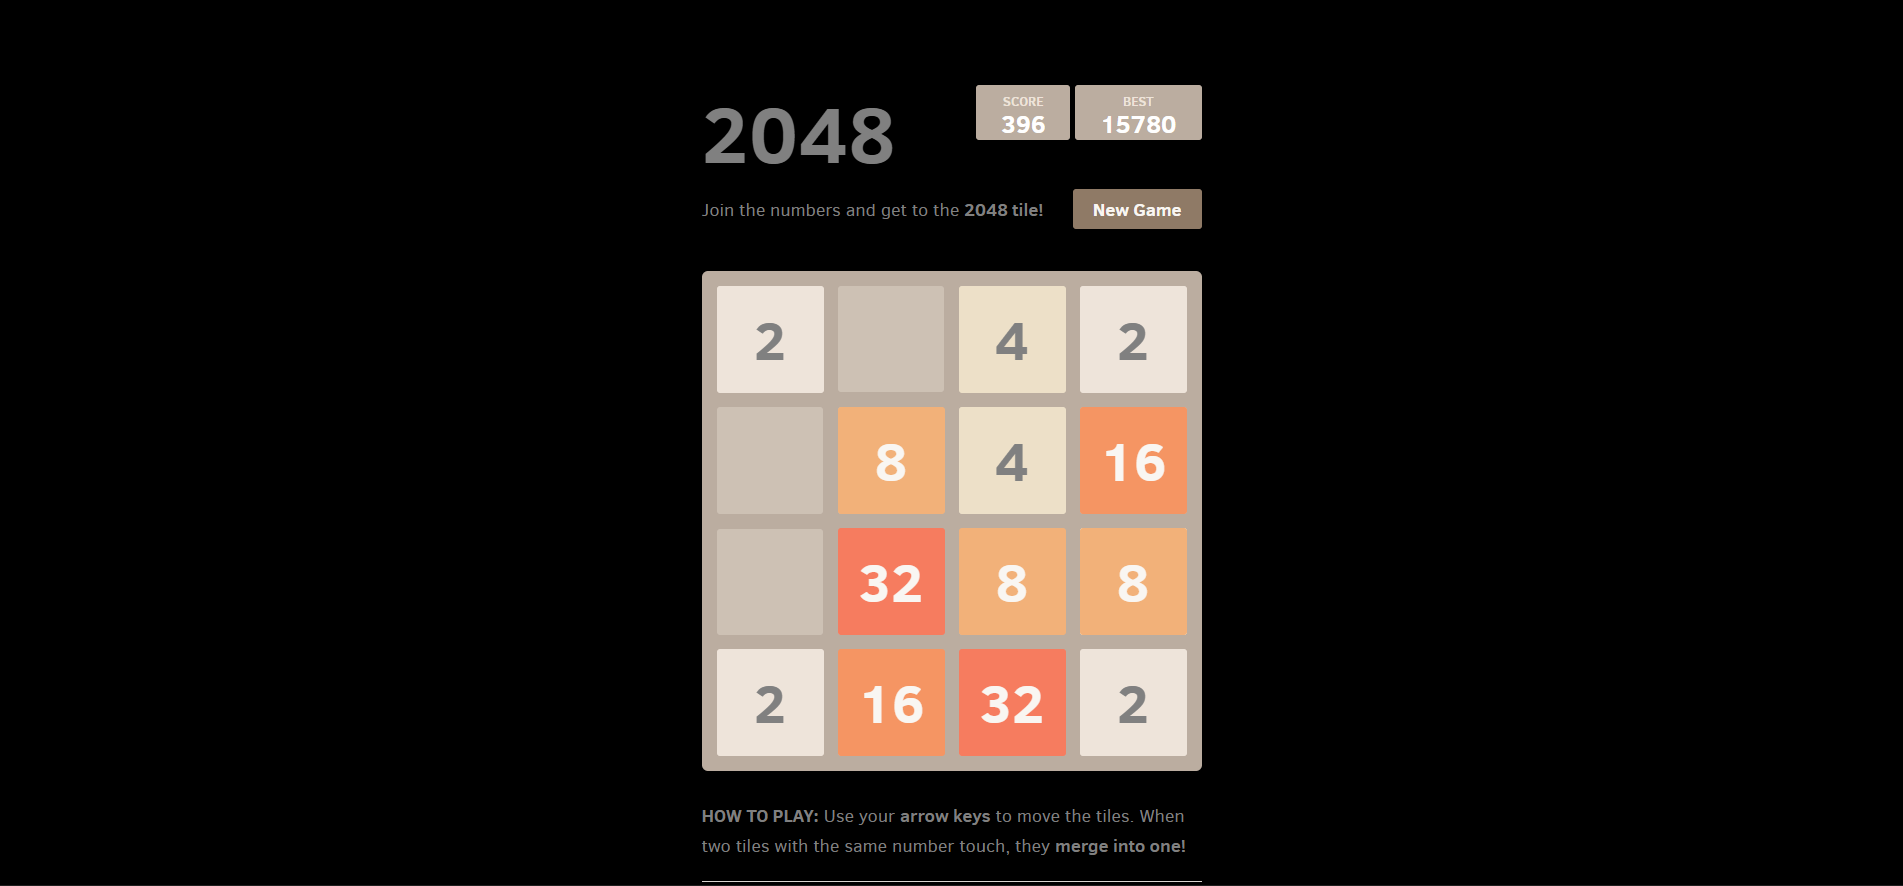 2048
SCORE
396
BEST
15780
Join the numbers and get to the 2048 tile!
New Game
2 4 2
8 4 16
32 8 8
2 16 32 2
HOW TO PLAY: Use your arrow keys to move the tiles. When
two tiles with the same number touch, they merge into one!